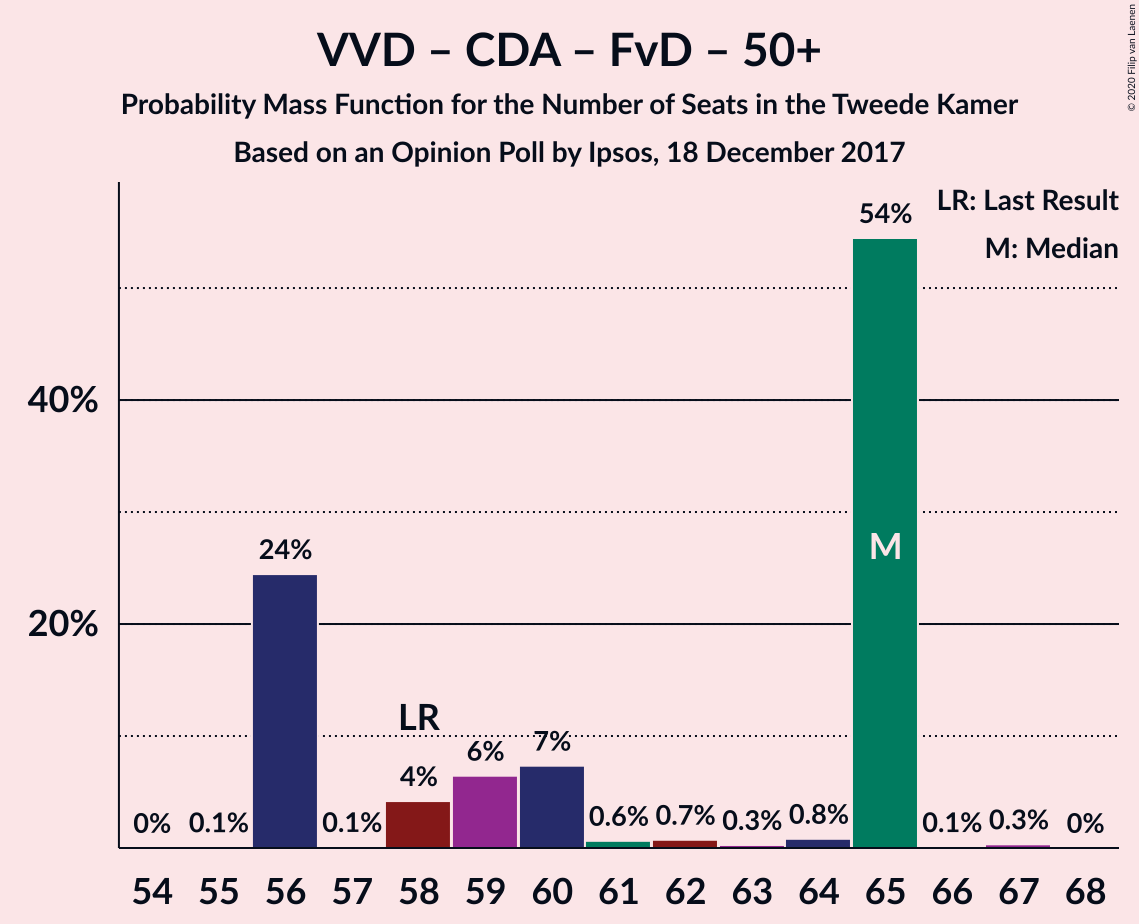 VVD – CDA – FvD – 50+
Probability Mass Function for the Number of Seats in the Tweede Kamer
Based on an Opinion Poll by Ipsos, 18 December 2017
© 2020 Filip van Laenen
LR: Last Result
M: Median
54%
40%
M
24%
20%
LR
6%
7%
4%
0%
0.1%
0.1%
0.6%
0.7%
0.3%
0.8%
0.1%
0.3%
0%
54 55 56 57 58 59 60 61 62 63 64 65 66 67 68